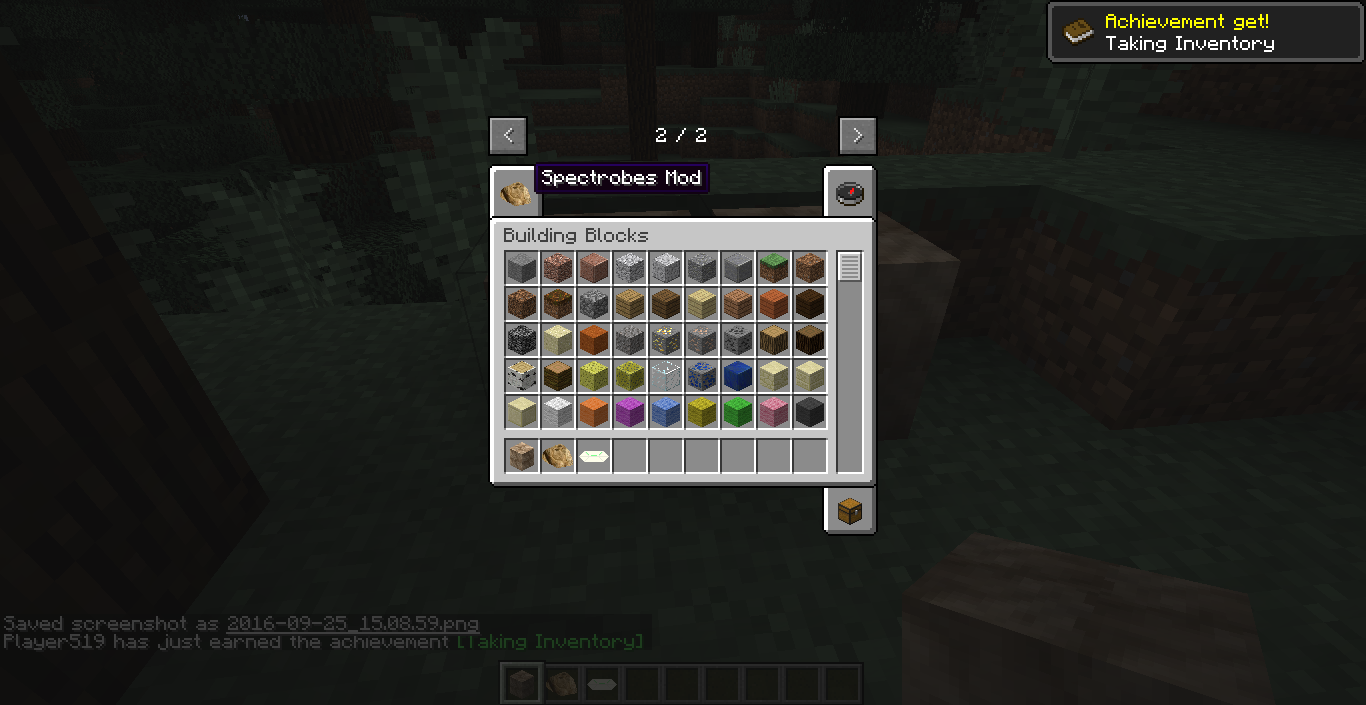 Achievement get!
Taking Inventory
< 2 / 2 >
Spectrobes Mod
Building Blocks
Saved screenshot as 2016-09-25_15.08.59.png
Player519 has just earned the achievement [Taking Inventory]